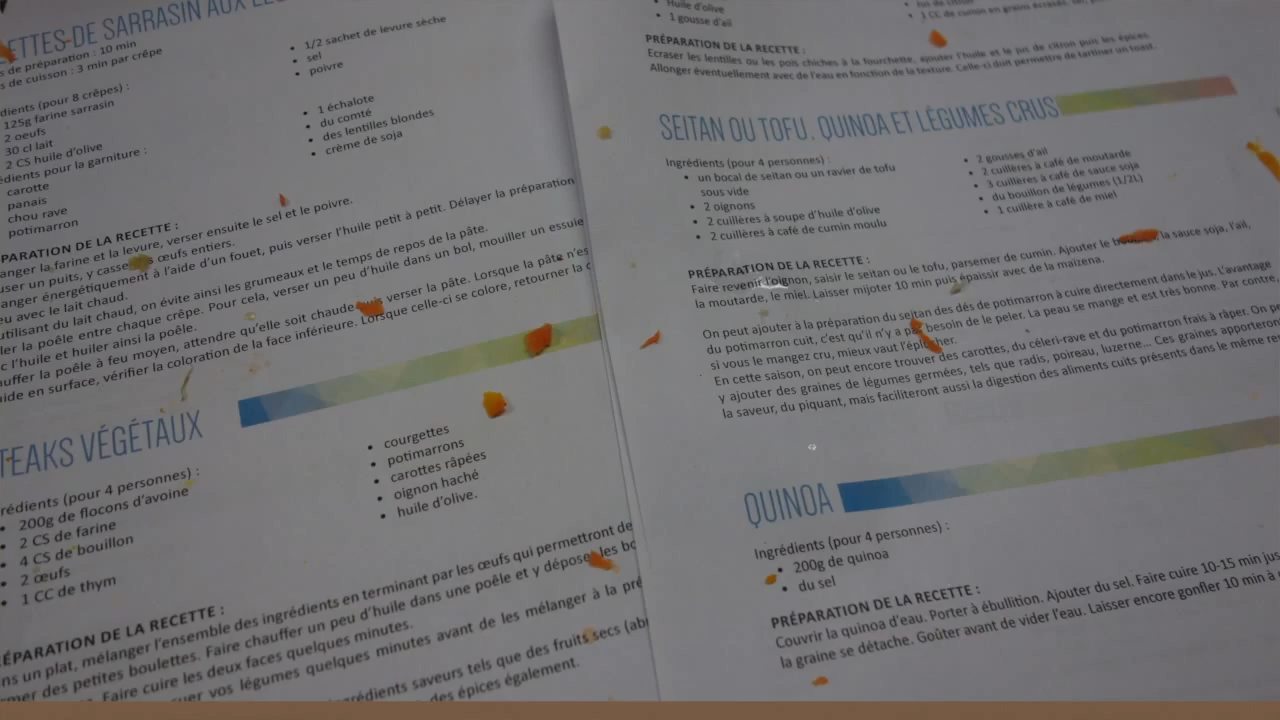 ETTES-DE SARRASIN AUX
s de préparation : 10 min
s de cuisson : 3 min par crêpe
dients (pour 8 crêpes) :
125g farine sarrasin
2 oeufs
30 cl lait
2 CS huile d'olive
édients pour la garniture :
carotte
panais
chou rave
potimarron
• 1/2 sachet de levure sèche
• sel
• poivre
• 1 échalote
• du comté
• des lentilles blondes
• crème de soja
PARATION DE LA RECETTE :
anger la farine et la levure, verser ensuite le sel et le poivre.
user un puits, y casse œufs entiers.
anger énergétiquement à l'aide d'un fouet, puis verser l'huile petit à petit. Délayer la préparation
eu avec le lait chaud.
utilisant du lait chaud, on évite ainsi les grumeaux et le temps de repos de la pâte.
ler la poêle entre chaque crêpe. Pour cela, verser un peu d'huile dans un bol, mouiller un essuie
c l'huile et huiler ainsi la poêle.
auffer la poêle à feu moyen, attendre qu'elle soit chaude verser la pâte. Lorsque la pâte n'es
uide en surface, vérifier la coloration de la face inférieure. Lorsque celle-ci se colore, retourner la c
TEAKS VÉGÉTAUX
rédients (pour 4 personnes) :
• 200g de flocons d'avoine
• 2 CS de farine
• 4 CS de bouillon
• 2 œufs
• 1 CC de thym
• courgettes
• potimarrons
• carottes râpées
• oignon haché
• huile d'olive.
ÉPARATION DE LA RECETTE :
ns un plat, mélanger l'ensemble des ingrédients en terminant par les œufs qui permettront de
rmer des petites boulettes. Faire chauffer un peu d'huile dans une poêle et y déposer les bo
Faire cuire les deux faces quelques minutes.
uer vos légumes quelques minutes avant de les mélanger à la pré
grédients saveurs tels que des fruits secs (ab
des épices également.
Huile d'olive
• 1 gousse d'ail
• 1 CC de cumin en grains écrasés,
PRÉPARATION DE LA RECETTE :
Ecraser les lentilles ou les pois chiches à la fourchette, ajouter l'huile et le jus de citron puis les épices.
Allonger éventuellement avec de l'eau en fonction de la texture. Celle-ci doit permettre de tartiner un toast.
SEITAN OU TOFU, QUINOA ET LÉGUMES CRUS
Ingrédients (pour 4 personnes) :
• un bocal de seitan ou un ravier de tofu
sous vide
• 2 oignons
• 2 cuillères à soupe d'huile d'olive
• 2 cuillères à café de cumin moulu
• 2 gousses d'ail
• 2 cuillères à café de moutarde
• 3 cuillères à café de sauce soja
• du bouillon de légumes (1/2L)
• 1 cuillère à café de miel
PRÉPARATION DE LA RECETTE :
Faire revenir l'oignon, saisir le seitan ou le tofu, parsemer de cumin. Ajouter le la sauce soja, l'ail,
la moutarde, le miel. Laisser mijoter 10 min puis épaissir avec de la maizena.
On peut ajouter à la préparation du seitan des dés de potimarron à cuire directement dans le jus. L'avantage
du potimarron cuit, c'est qu'il n'y a pas besoin de le peler. La peau se mange et est très bonne. Par contre,
si vous le mangez cru, mieux vaut l'éplucher.
En cette saison, on peut encore trouver des carottes, du céleri-rave et du potimarron frais à râper. On pe
y ajouter des graines de légumes germées, tels que radis, poireau, luzerne... Ces graines apporteron
la saveur, du piquant, mais faciliteront aussi la digestion des aliments cuits présents dans le même re
QUINOA
Ingrédients (pour 4 personnes) :
• 200g de quinoa
• du sel
PRÉPARATION DE LA RECETTE :
Couvrir la quinoa d'eau. Porter à ébullition. Ajouter du sel. Faire cuire 10-15 min jus
la graine se détache. Goûter avant de vider l'eau. Laisser encore gonfler 10 min à